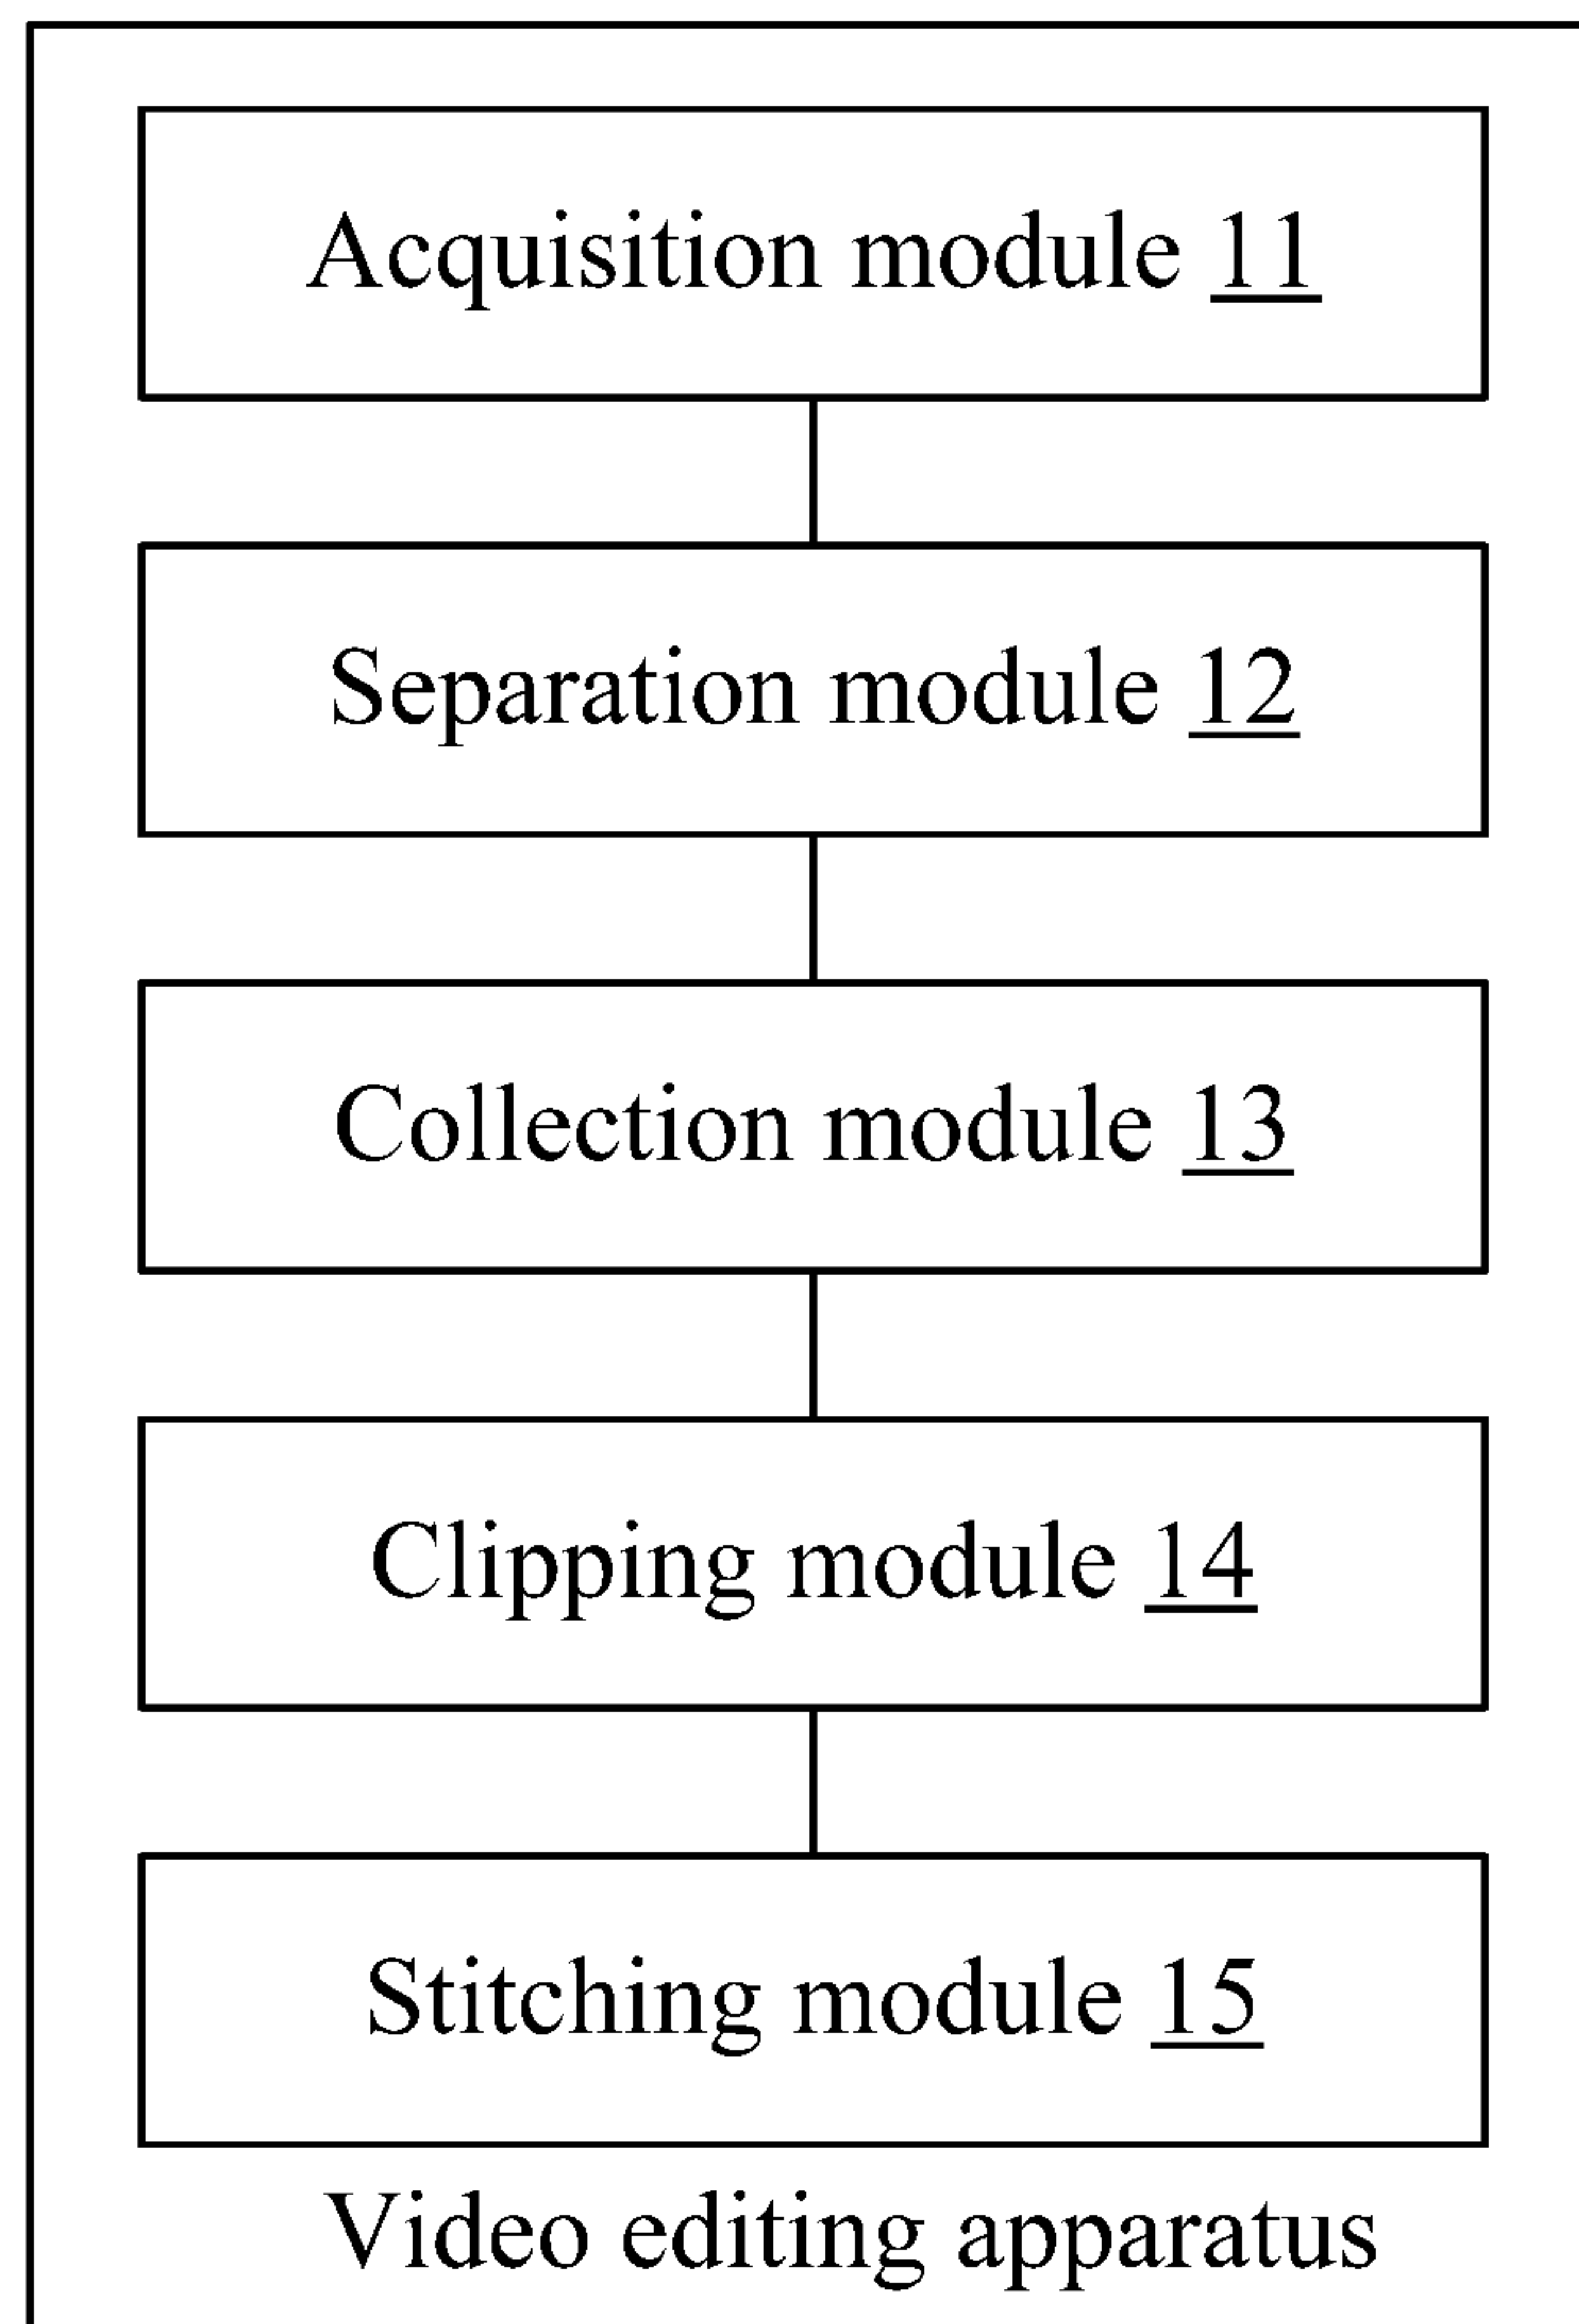 Acquisition module 11
Separation module 12
Collection module 13
Clipping module 14
Stitching module 15
Video editing apparatus